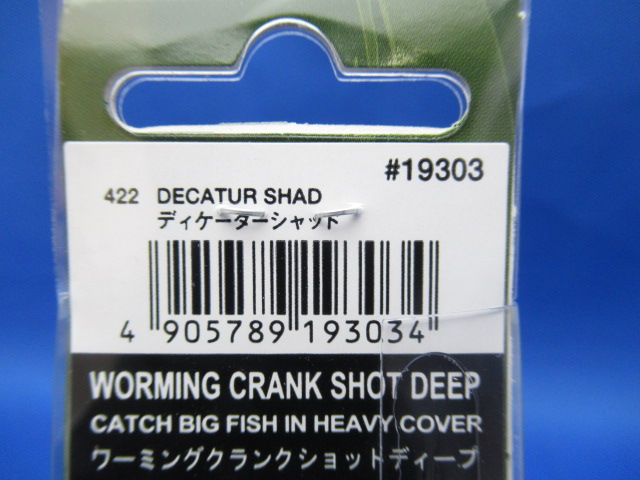 #19303
422 DECATUR SHAD
ディケーターシャット
4 905789 193034
WORMING CRANK SHOT DEEP
CATCH BIG FISH IN HEAVY COVER
ワーミングクランクショットディープ